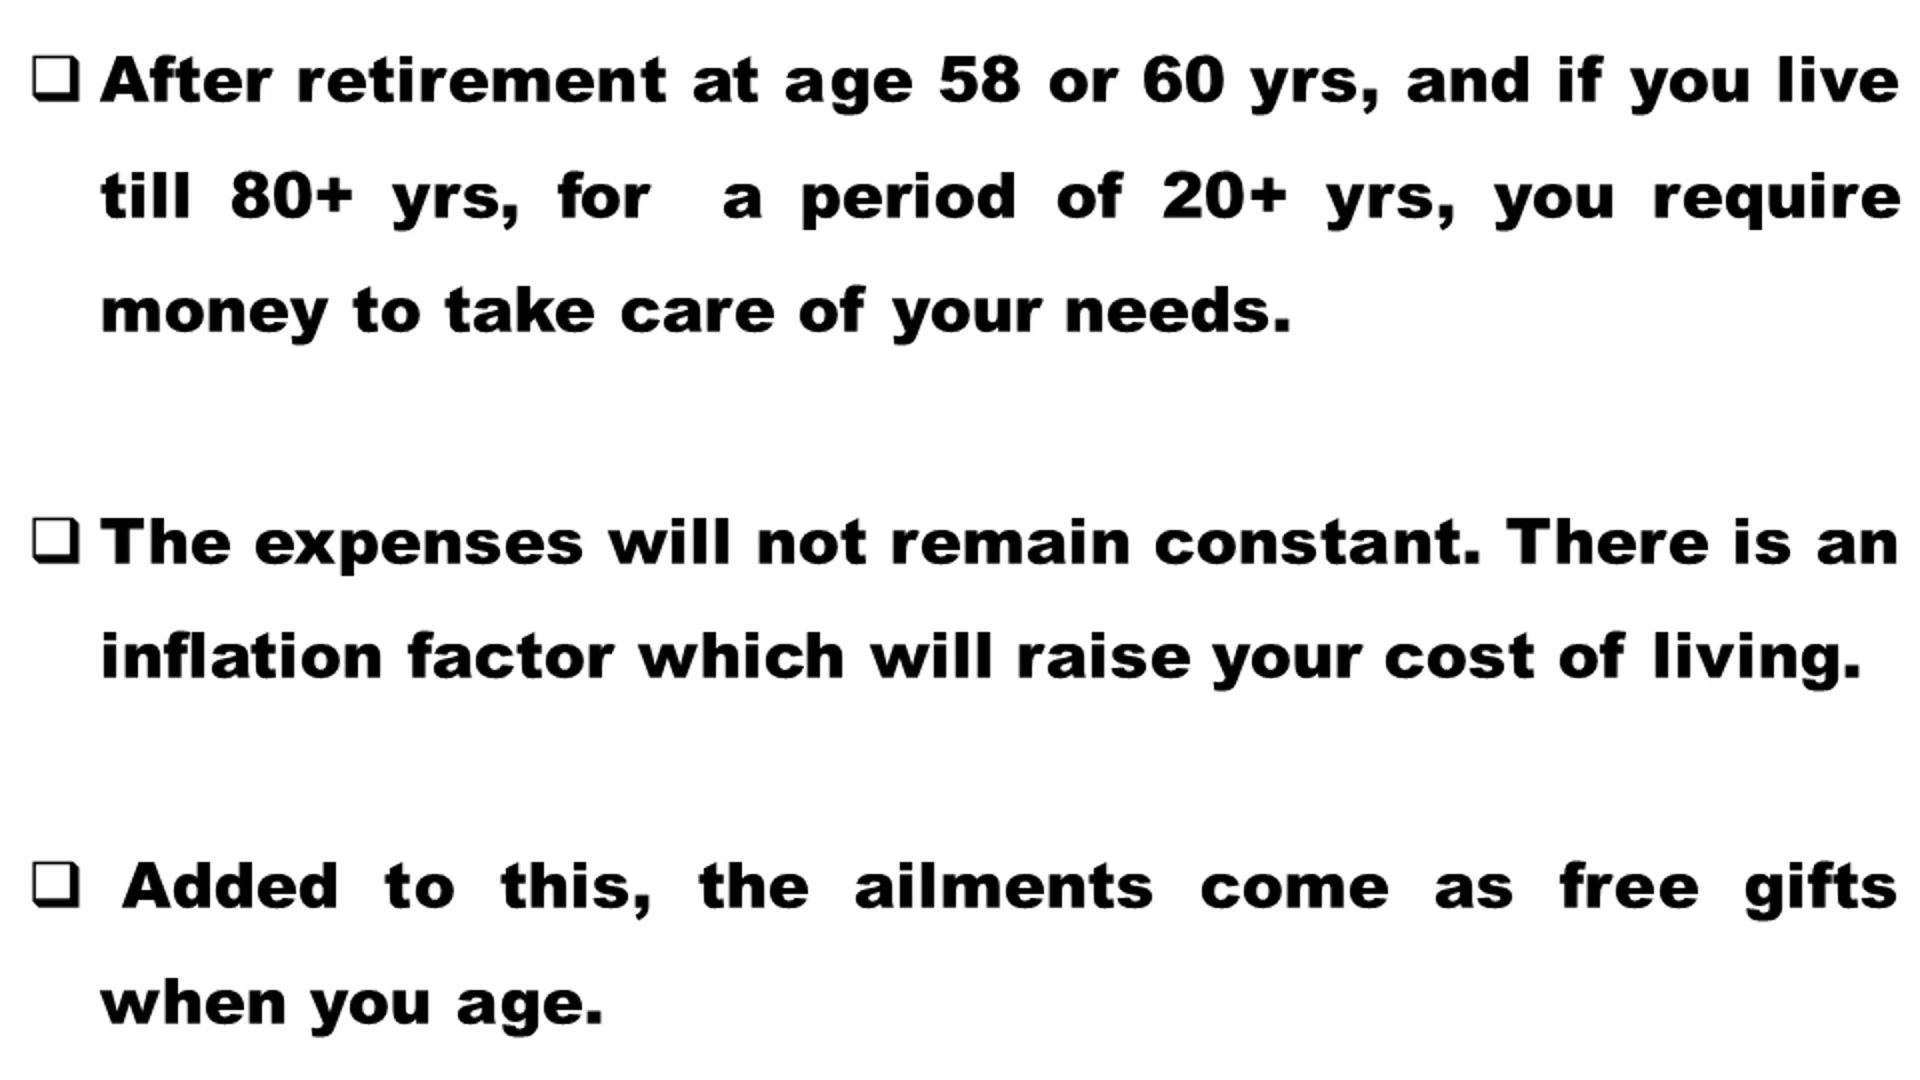 ❑ After retirement at age 58 or 60 yrs, and if you live
till 80+ yrs, for a period of 20+ yrs, you require
money to take care of your needs.
❑ The expenses will not remain constant. There is an
inflation factor which will raise your cost of living.
❑ Added to this, the ailments come as free gifts
when you age.